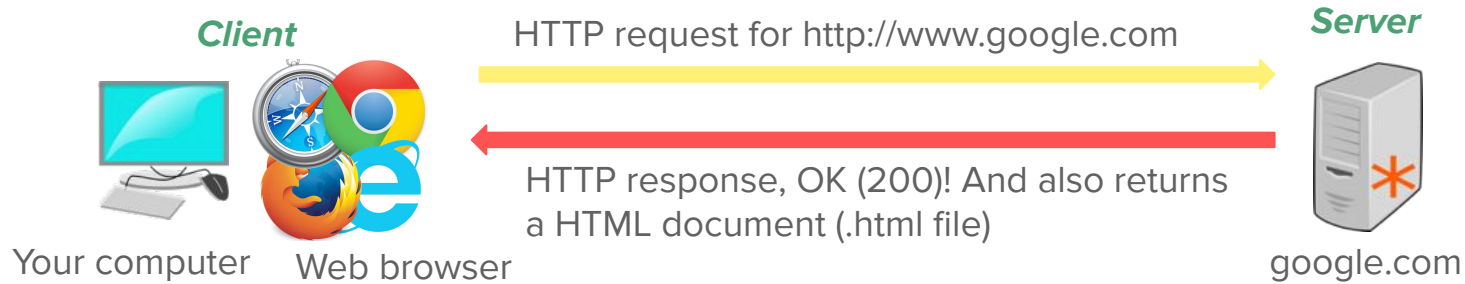 Client
HTTP request for http://www.google.com
Server
HTTP response, OK (200)! And also returns
a HTML document (.html file)
Your computer
Web browser
google.com